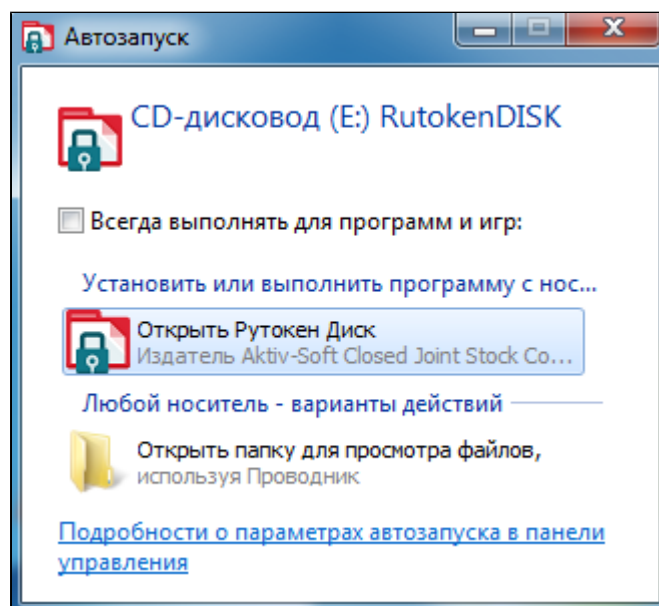 Автозапуск
CD-дисковод (E:) RutokenDISK
Всегда выполнять для программ и игр:
Установить или выполнить программу с нос...
Открыть Рутокен Диск
Издатель Aktiv-Soft Closed Joint Stock Co...
Любой носитель - варианты действий
Открыть папку для просмотра файлов,
используя Проводник
Подробности о параметрах автозапуска в панели
управления